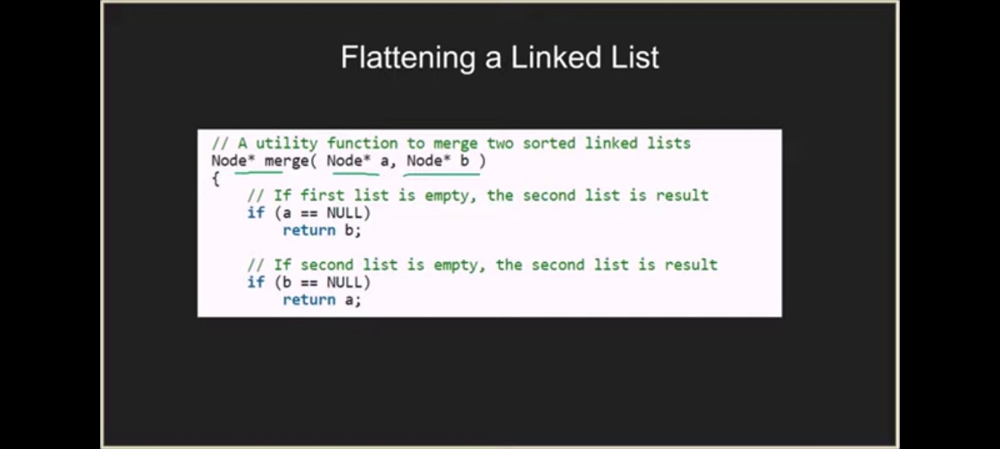 Flattening a Linked List
// A utility function to merge two sorted linked lists
Node* merge( Node* a, Node* b )
{
// If first list is empty, the second list is result
if (a == NULL)
return b;
// If second list is empty, the second list is result
if (b == NULL)
return a;